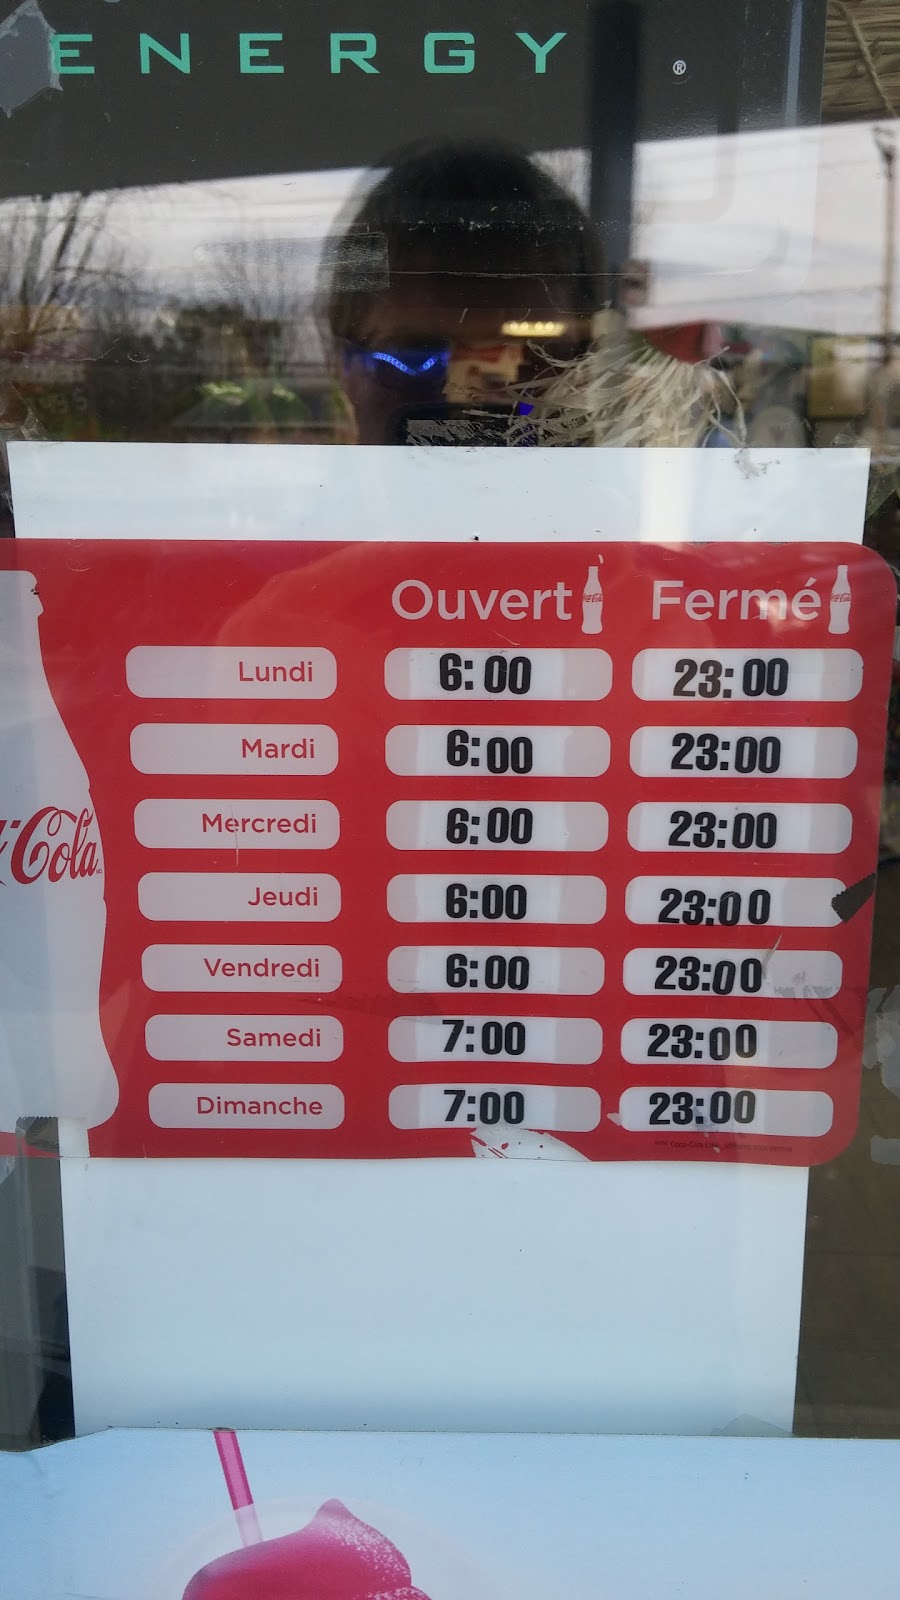 ENERGY ®
Ouvert Fermé
Lundi 6:00 23:00
Mardi 6:00 23:00
Mercredi 6:00 23:00
Cola
Jeudi 6:00 23:00
Vendredi 6:00 23:00
Samedi 7:00 23:00
Dimanche 7:00 23:00